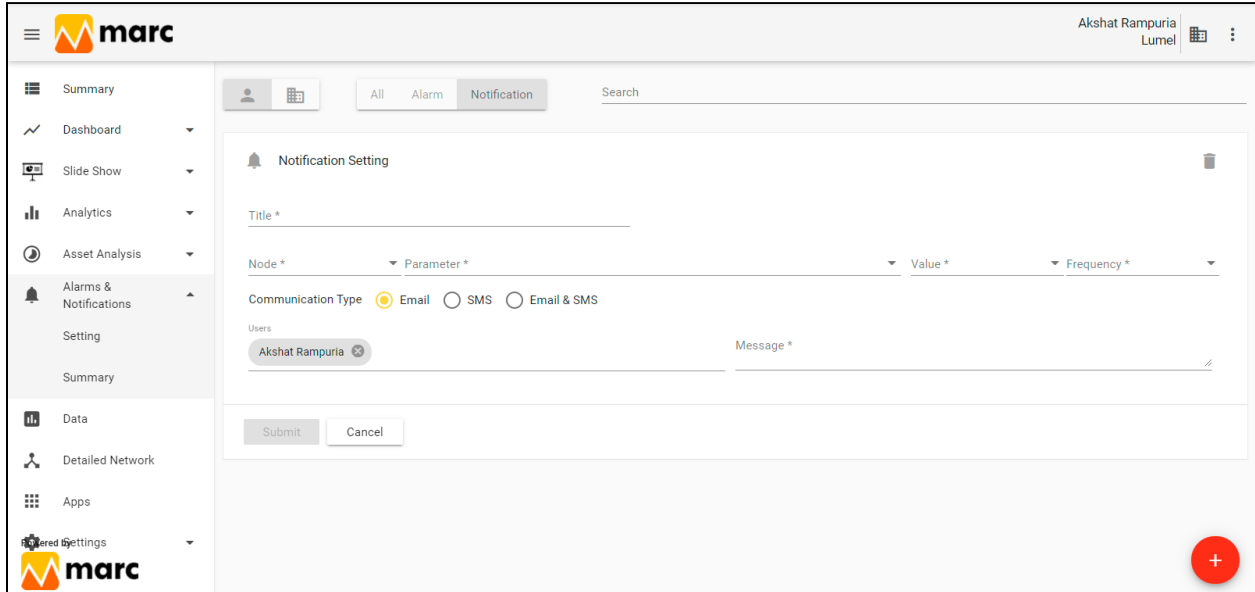 marc
Akshat Rampuria
Lumel
Summary
Dashboard
Slide Show
Analytics
Asset Analysis
Alarms &
Notifications
Setting
Summary
Data
Detailed Network
Apps
Settings
Powered by
marc
All Alarm Notification
Search
Notification Setting
Title *
Node * Parameter * Value * Frequency *
Communication Type Email SMS Email & SMS
Users
Akshat Rampuria
Message *
Submit Cancel
+